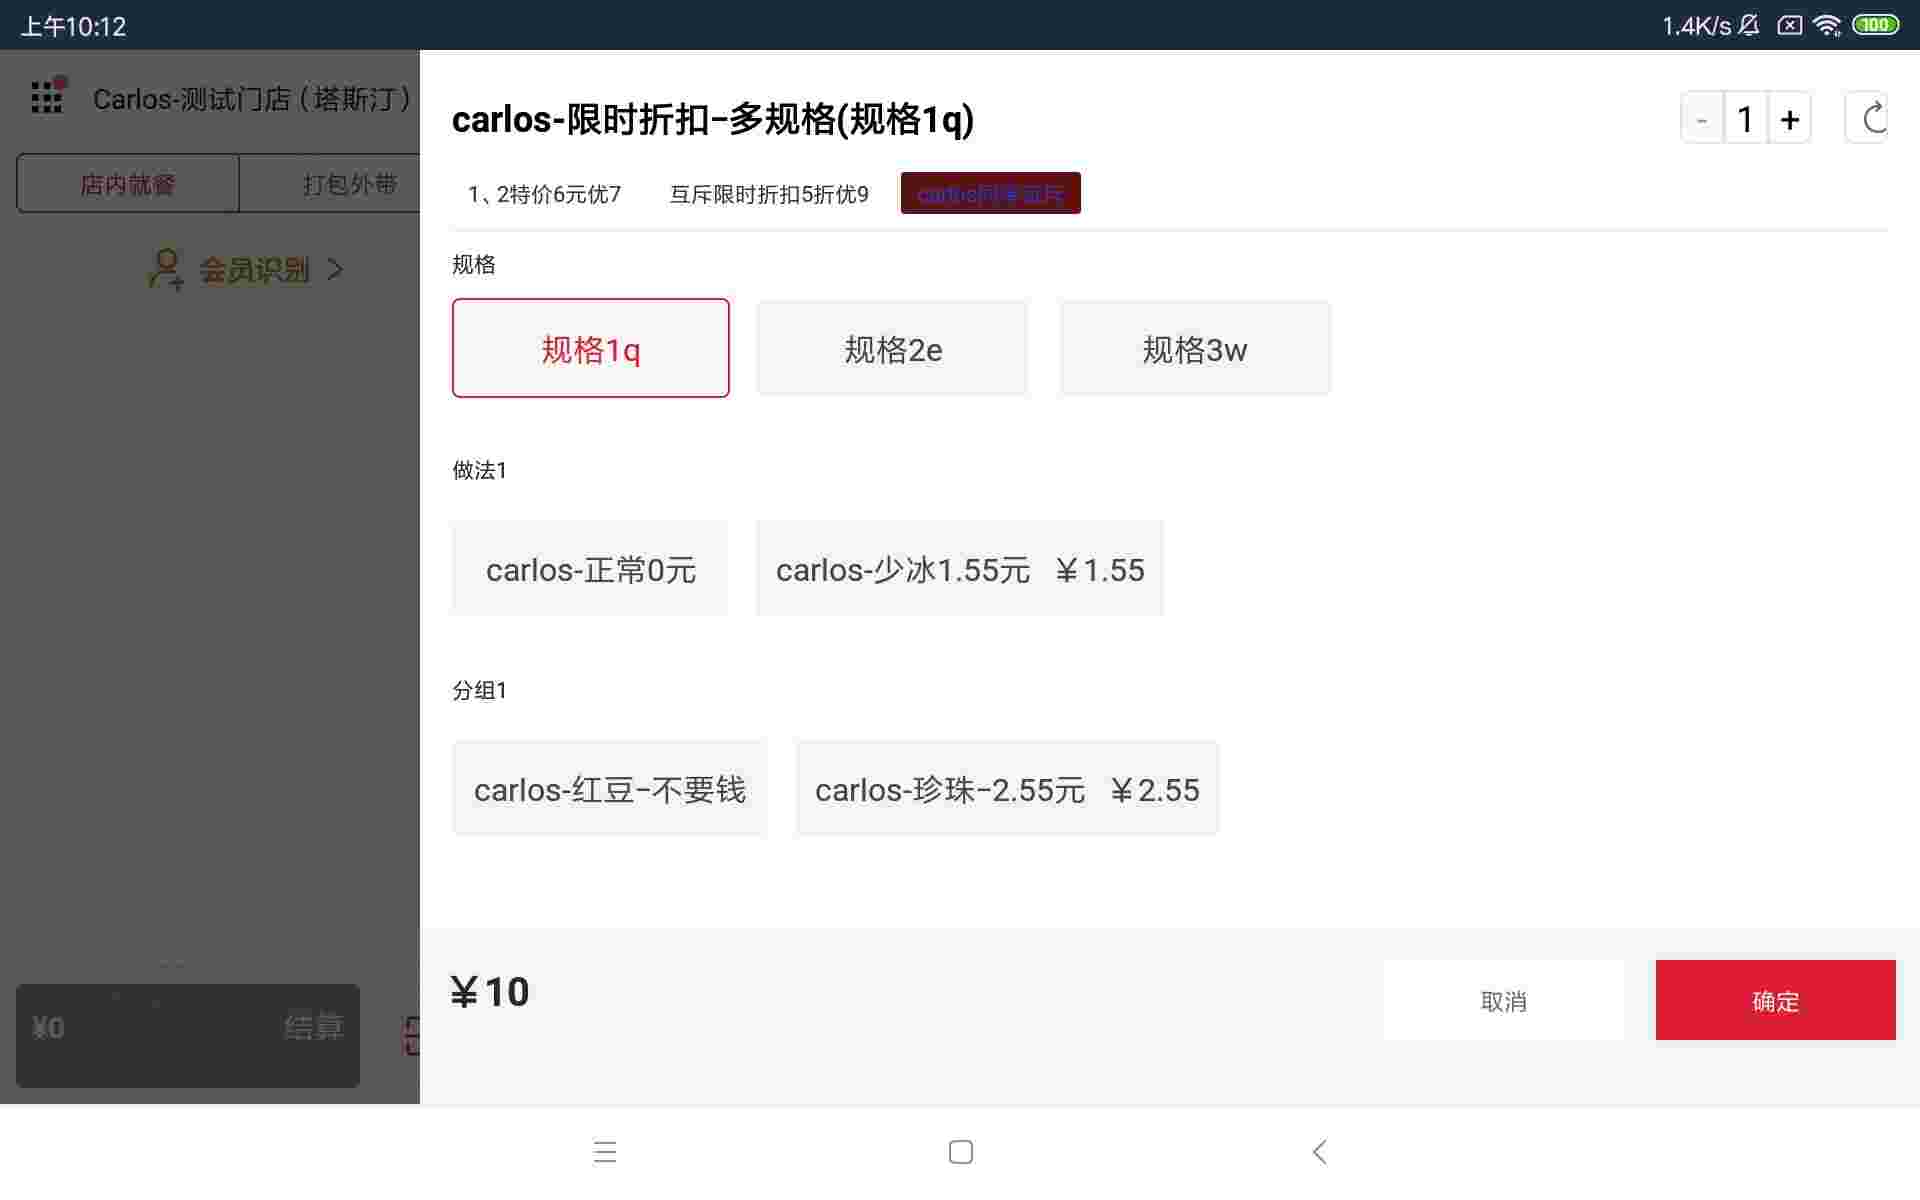 上午10:12
1.4K/s
100
Carlos-测试门店（塔斯汀）
店内就餐
打包外带
会员识别
¥0
结算
carlos-限时折扣-多规格(规格1q)
- 1 +
1、2特价6元优7
互斥限时折扣5折优9
规格
规格1q
规格2e
规格3w
做法1
carlos-正常0元
carlos-少冰1.55元 ¥1.55
分组1
carlos-红豆-不要钱
carlos-珍珠-2.55元 ¥2.55
¥10
取消
确定